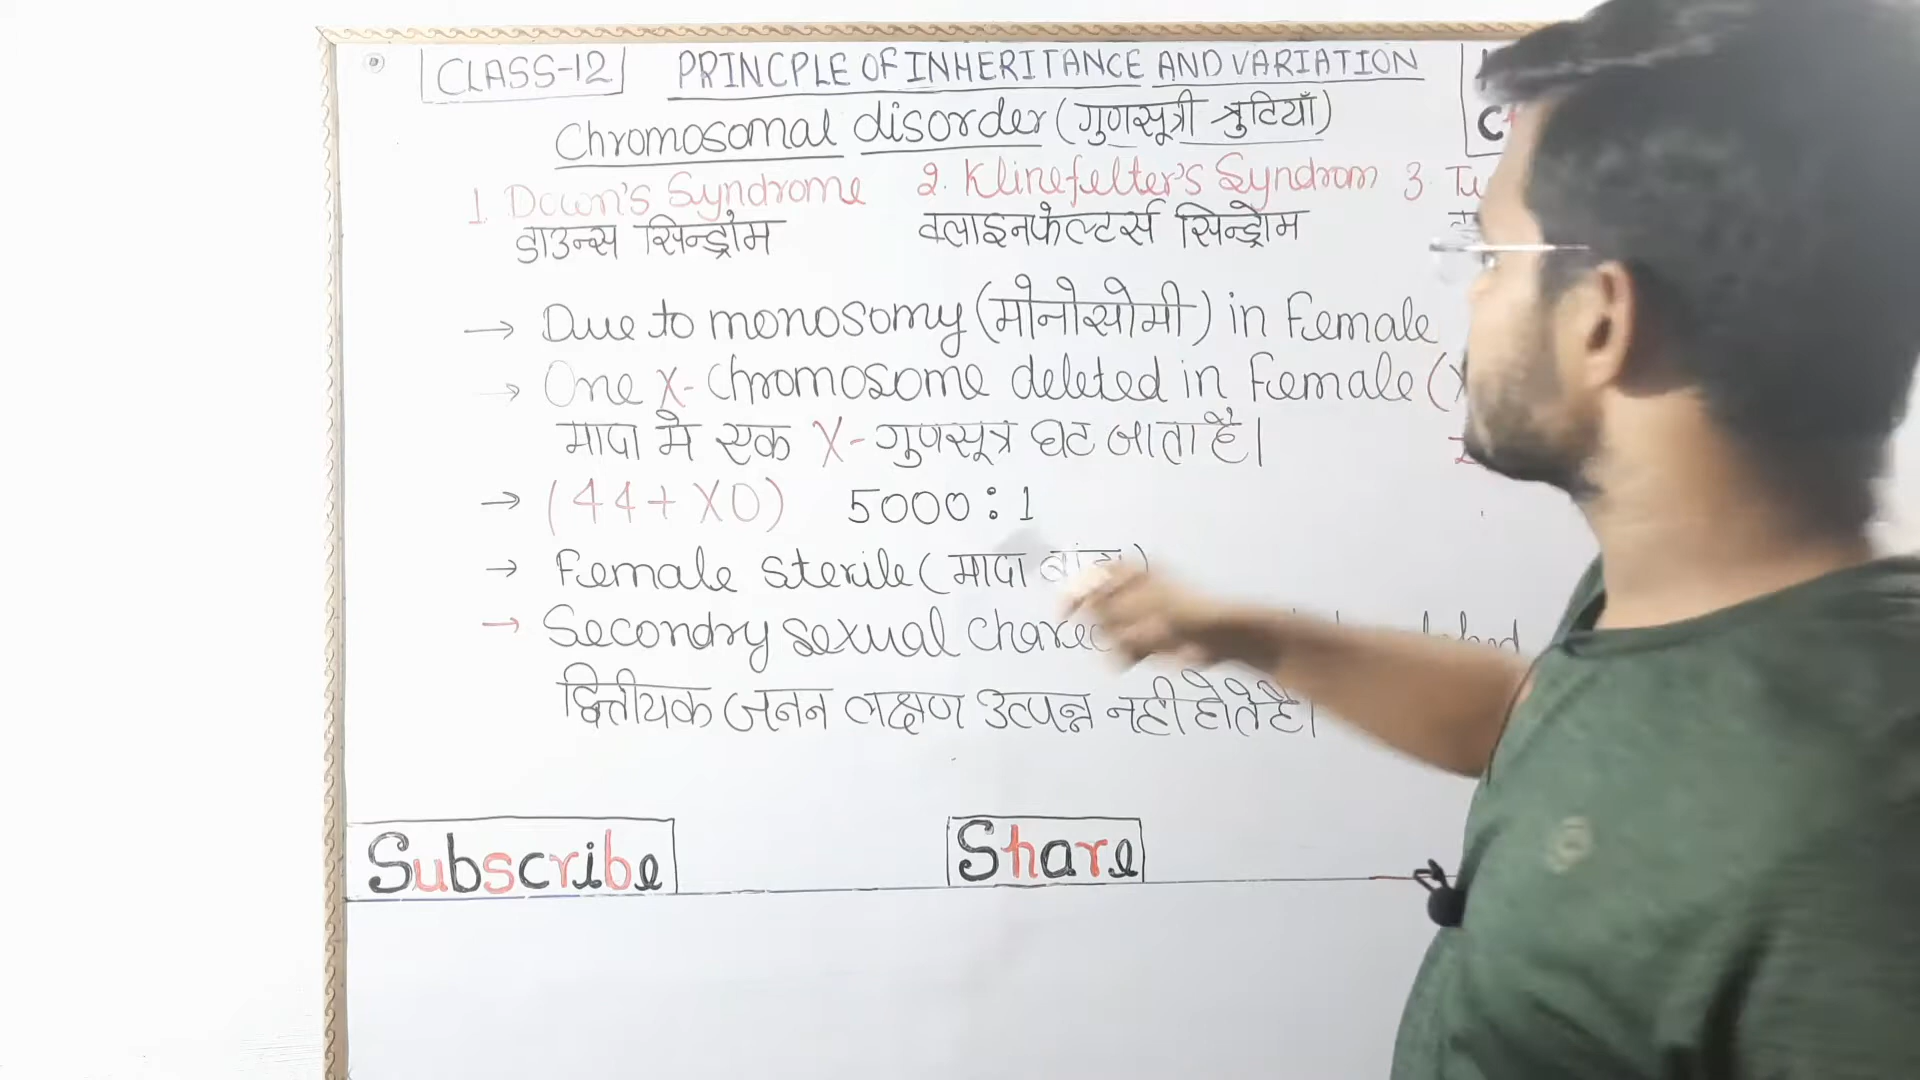 CLASS-12 PRINCPLE OF INHERITANCE AND VARIATION
Chromosomal disorder (गुणसूत्री त्रुटियाँ)
1. Down's Syndrome 2. Klinefelter's Syndrom 3.
डाउन्स सिन्ड्रोम क्लाइनफेल्टर्स सिन्ड्रोम
→ Due to monosomy (मोनोसोमी) in Female
→ One X- Chromosome deleted in Female (
मादा मे एक X- गुणसूत्र घट जाता है।
→ (44+XO) 5000:1
→ Female sterile (मादा
→ Secondry sexual
द्वित्तीयक जनन लक्षण उत्पन्न नही होते है।
Subscribe Share